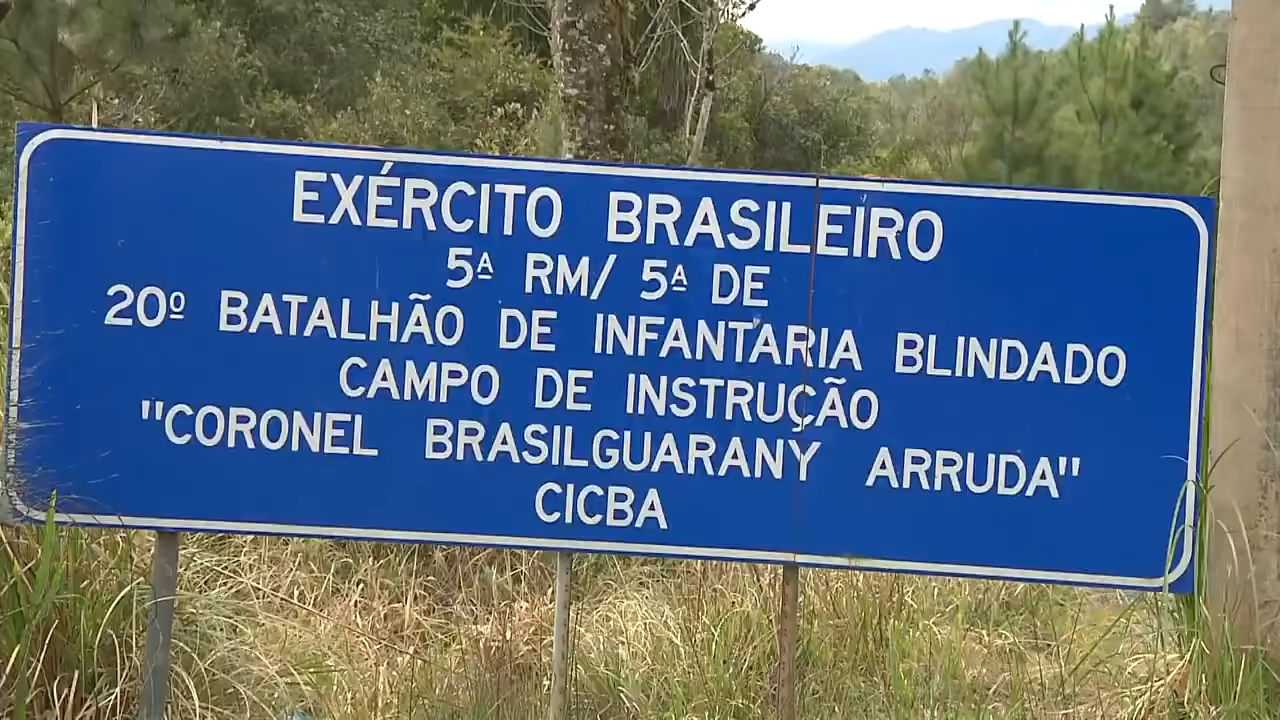 EXÉRCITO BRASILEIRO
5ª RM/ 5ª DE
20º BATALHÃO DE INFANTARIA BLINDADO
CAMPO DE INSTRUÇÃO
"CORONEL BRASILGUARANY ARRUDA"
CICBA